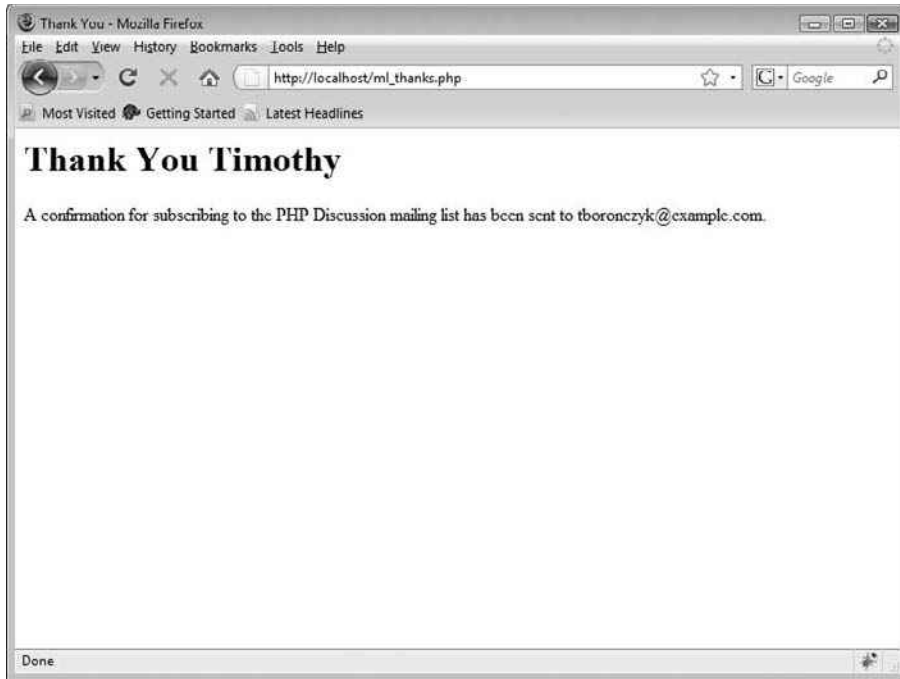 Thank You - Mozilla Firefox
File Edit View History Bookmarks Tools Help
http://localhost/ml_thanks.php
G Google
Most Visited Getting Started Latest Headlines
Thank You Timothy
A confirmation for subscribing to the PHP Discussion mailing list has been sent to tboronczyk@example.com.
Done